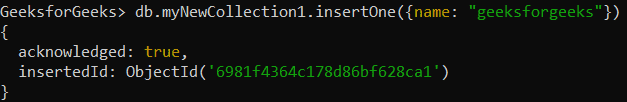 GeeksforGeeks> db.myNewCollection1.insertOne({name: "geeksforgeeks"})
{
  acknowledged: true,
  insertedId: ObjectId('6981f4364c178d86bf628ca1')
}